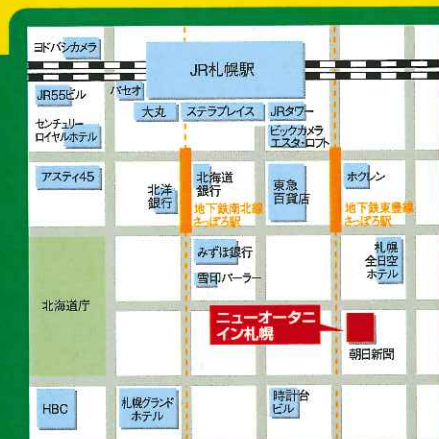 ヨドバシカメラ
JR札幌駅
JR55ビル
パセオ
大丸
ステラプレイス
JRタワー
センチュリー
ロイヤルホテル
ビックカメラ
エスタ・ロフト
アスティ45
北洋
銀行
北海道
銀行
東急
百貨店
ホクレン
地下鉄南北線
さっぽろ駅
地下鉄東豊線
さっぽろ駅
みずほ銀行
札幌
全日空
ホテル
雪印パーラー
北海道庁
ニューオータニ
イン札幌
朝日新聞
HBC
札幌グランド
ホテル
時計台
ビル